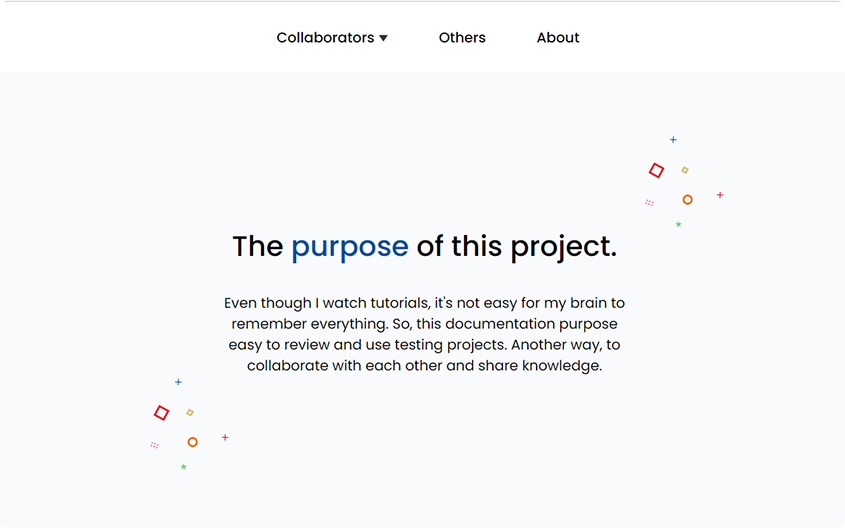 Collaborators
Others
About
The purpose of this project.
Even though I watch tutorials, it's not easy for my brain to
remember everything. So, this documentation purpose
easy to review and use testing projects. Another way, to
collaborate with each other and share knowledge.